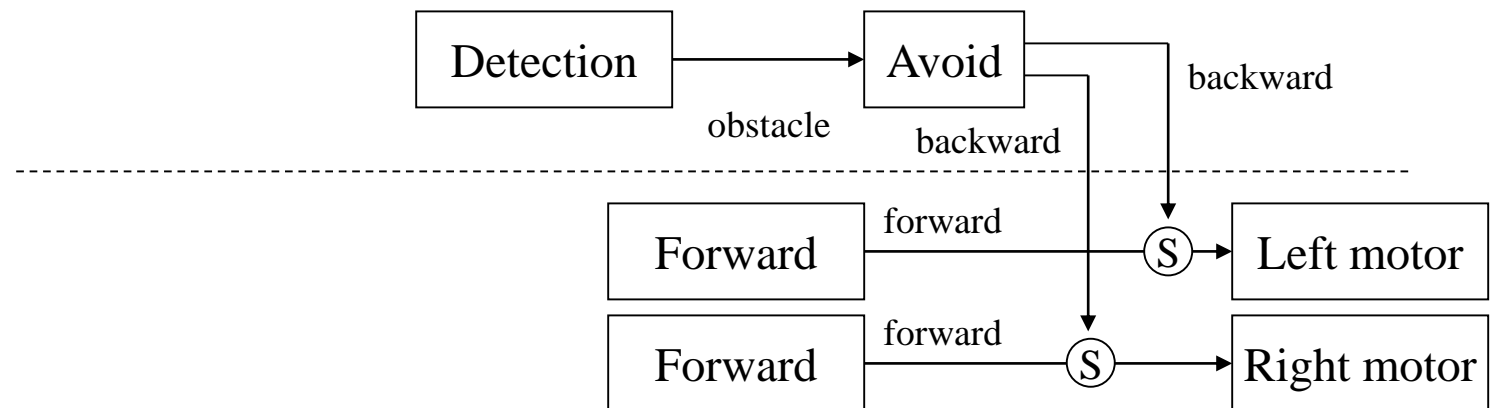 Detection
Avoid
backward
obstacle
backward
forward
Forward
S
Left motor
forward
Forward
S
Right motor